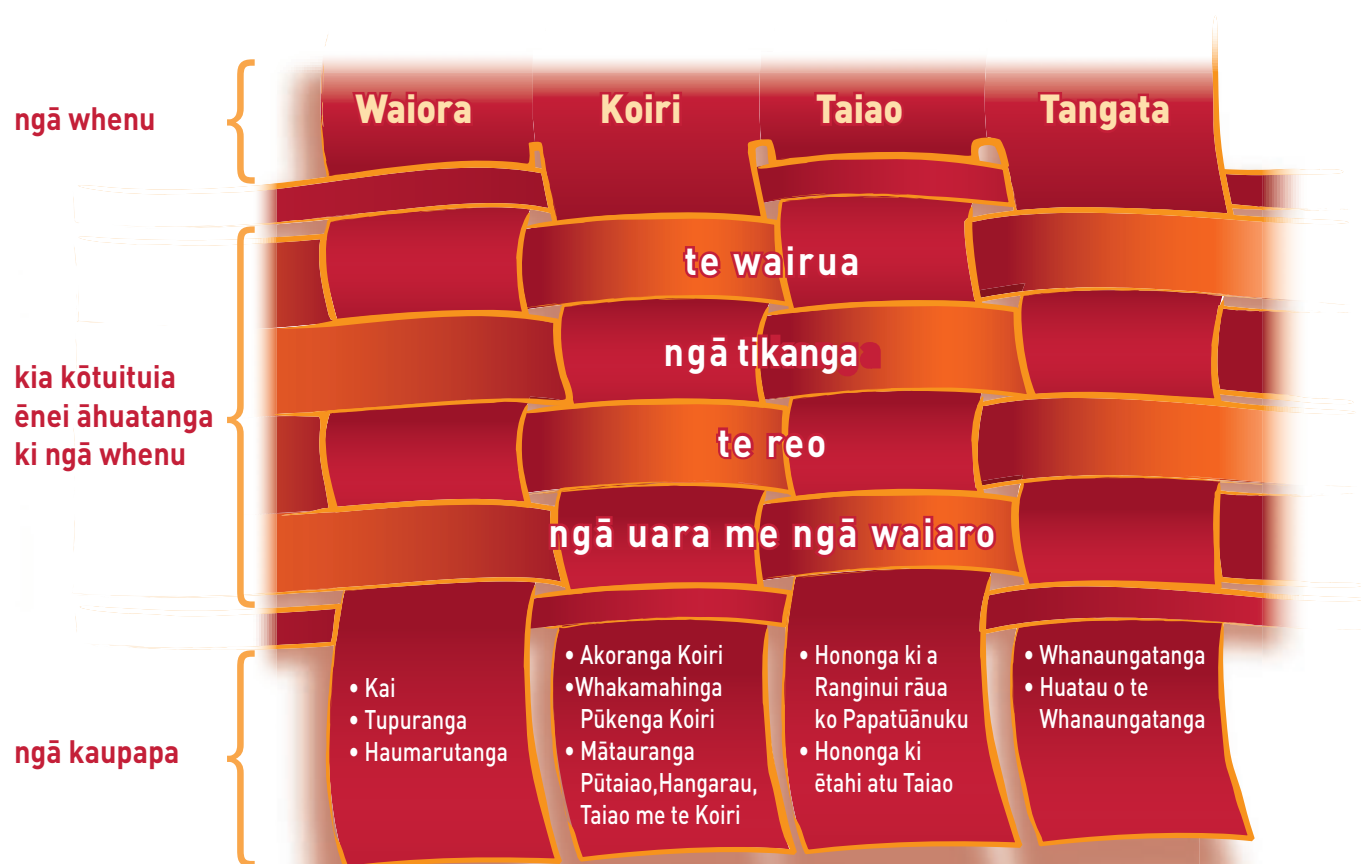 ngā whenu
Waiora
Koiri
Taiao
Tangata
kia kōtuituia
ēnei āhuatanga
ki ngā whenu
te wairua
ngā tikanga
te reo
ngā uara me ngā waiaro
ngā kaupapa
• Kai
• Tupuranga
• Haumarutanga
• Akoranga Koiri
•Whakamahinga
Pūkenga Koiri
• Mātauranga
Pūtaiao,Hangarau,
Taiao me te Koiri
• Hononga ki a
Ranginui rāua
ko Papatūānuku
• Hononga ki
ētahi atu Taiao
• Whanaungatanga
• Huatau o te
Whanaungatanga